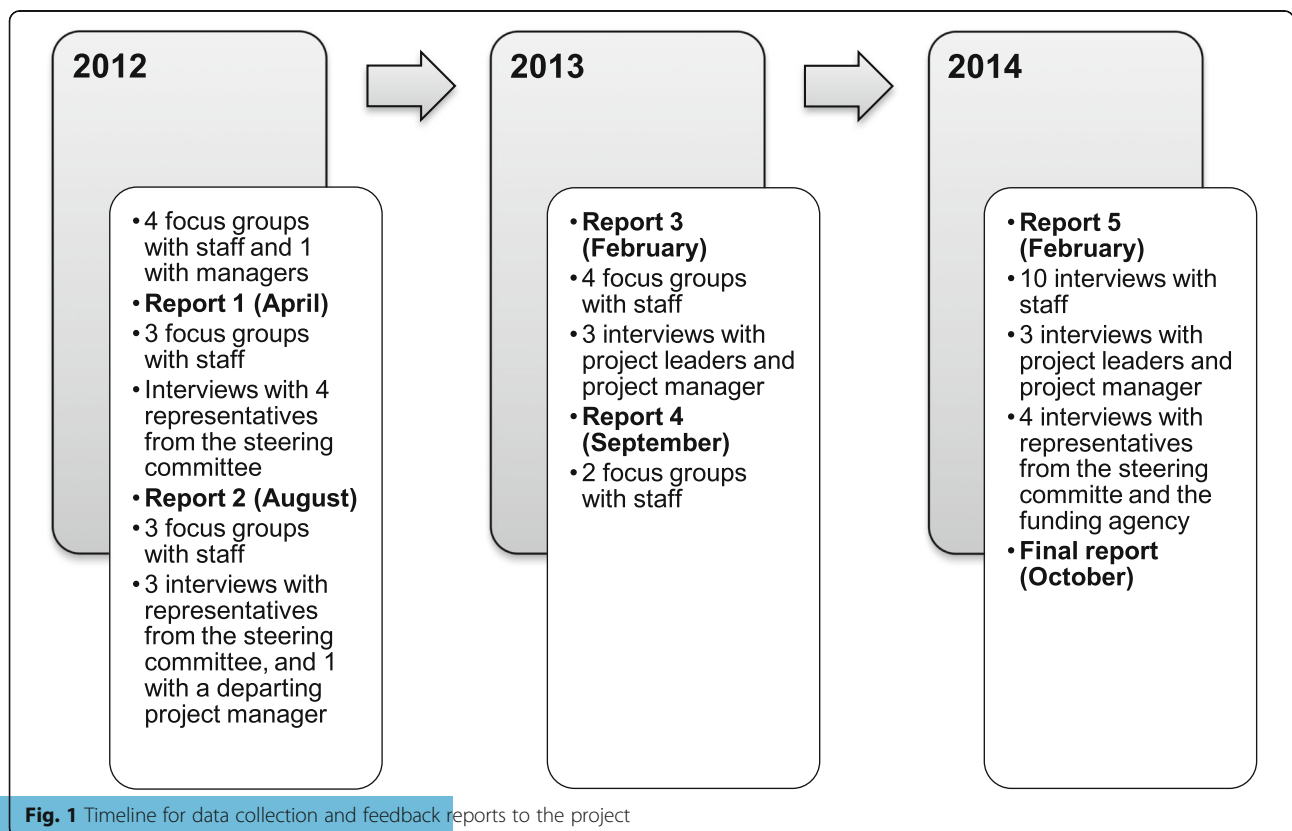 2012
• 4 focus groups
with staff and 1
with managers
• Report 1 (April)
• 3 focus groups
with staff
• Interviews with 4
representatives
from the steering
committee
• Report 2 (August)
• 3 focus groups
with staff
• 3 interviews with
representatives
from the steering
committee, and 1
with a departing
project manager
2013
• Report 3
(February)
• 4 focus groups
with staff
• 3 interviews with
project leaders and
project manager
• Report 4
(September)
• 2 focus groups
with staff
2014
• Report 5
(February)
• 10 interviews with
staff
• 3 interviews with
project leaders and
project manager
• 4 interviews with
representatives
from the steering
committe and the
funding agency
• Final report
(October)
Fig. 1 Timeline for data collection and feedback reports to the project